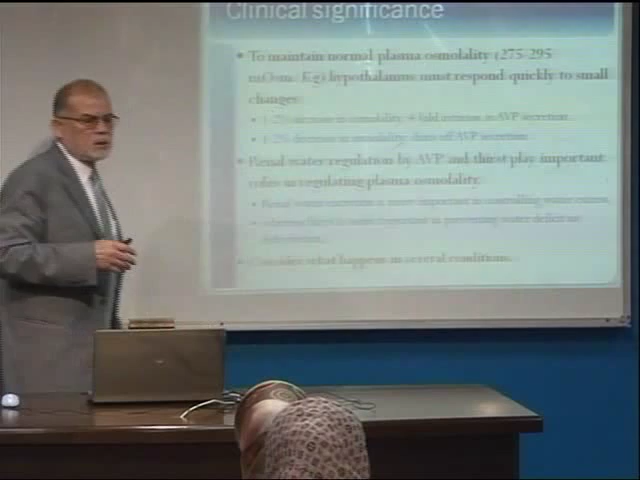 Clinical significance
• To maintain normal plasma osmolality (275-295
mOsm/Kg) hypothalamus must respond quickly to small
changes:
• 1-2% increase in osmolality 4 fold increase in AVP secretion.
• 1-2% decrease in osmolality shuts off AVP secretion
• Renal water regulation by AVP and thirst play important
roles in regulating plasma osmolality.
• Renal water excretion is more important in controlling water excess,
whereas thirst is more important in preventing water deficit or
dehydration.
• Consider what happen in several conditions.